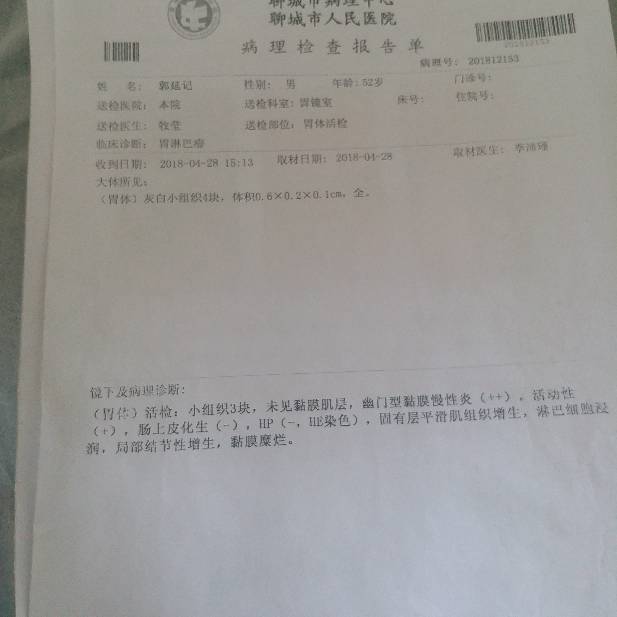 聊城市病理中心
聊城市人民医院
病理检查报告单
病理号: 201812153
201812153
姓 名: 郭延记 性别: 男 年龄: 52岁 门诊号:
送检医院: 本院 送检科室: 胃镜室 床号: 住院号:
送检医生: 牧莹 送检部位: 胃体活检
临床诊断: 胃淋巴瘤
收到日期: 2018-04-28 15:13 取材日期: 2018-04-28 取材医生:
大体所见:
(胃体)灰白小组织4块，体积0.6×0.2×0.1cm，全。
镜下及病理诊断:
(胃体)活检：小组织3块，未见黏膜肌层，幽门型黏膜慢性炎（++），活动性
（+），肠上皮化生（-），HP（-，HE染色），固有层平滑肌组织增生，淋巴细胞浸
润，局部结节性增生，黏膜糜烂。